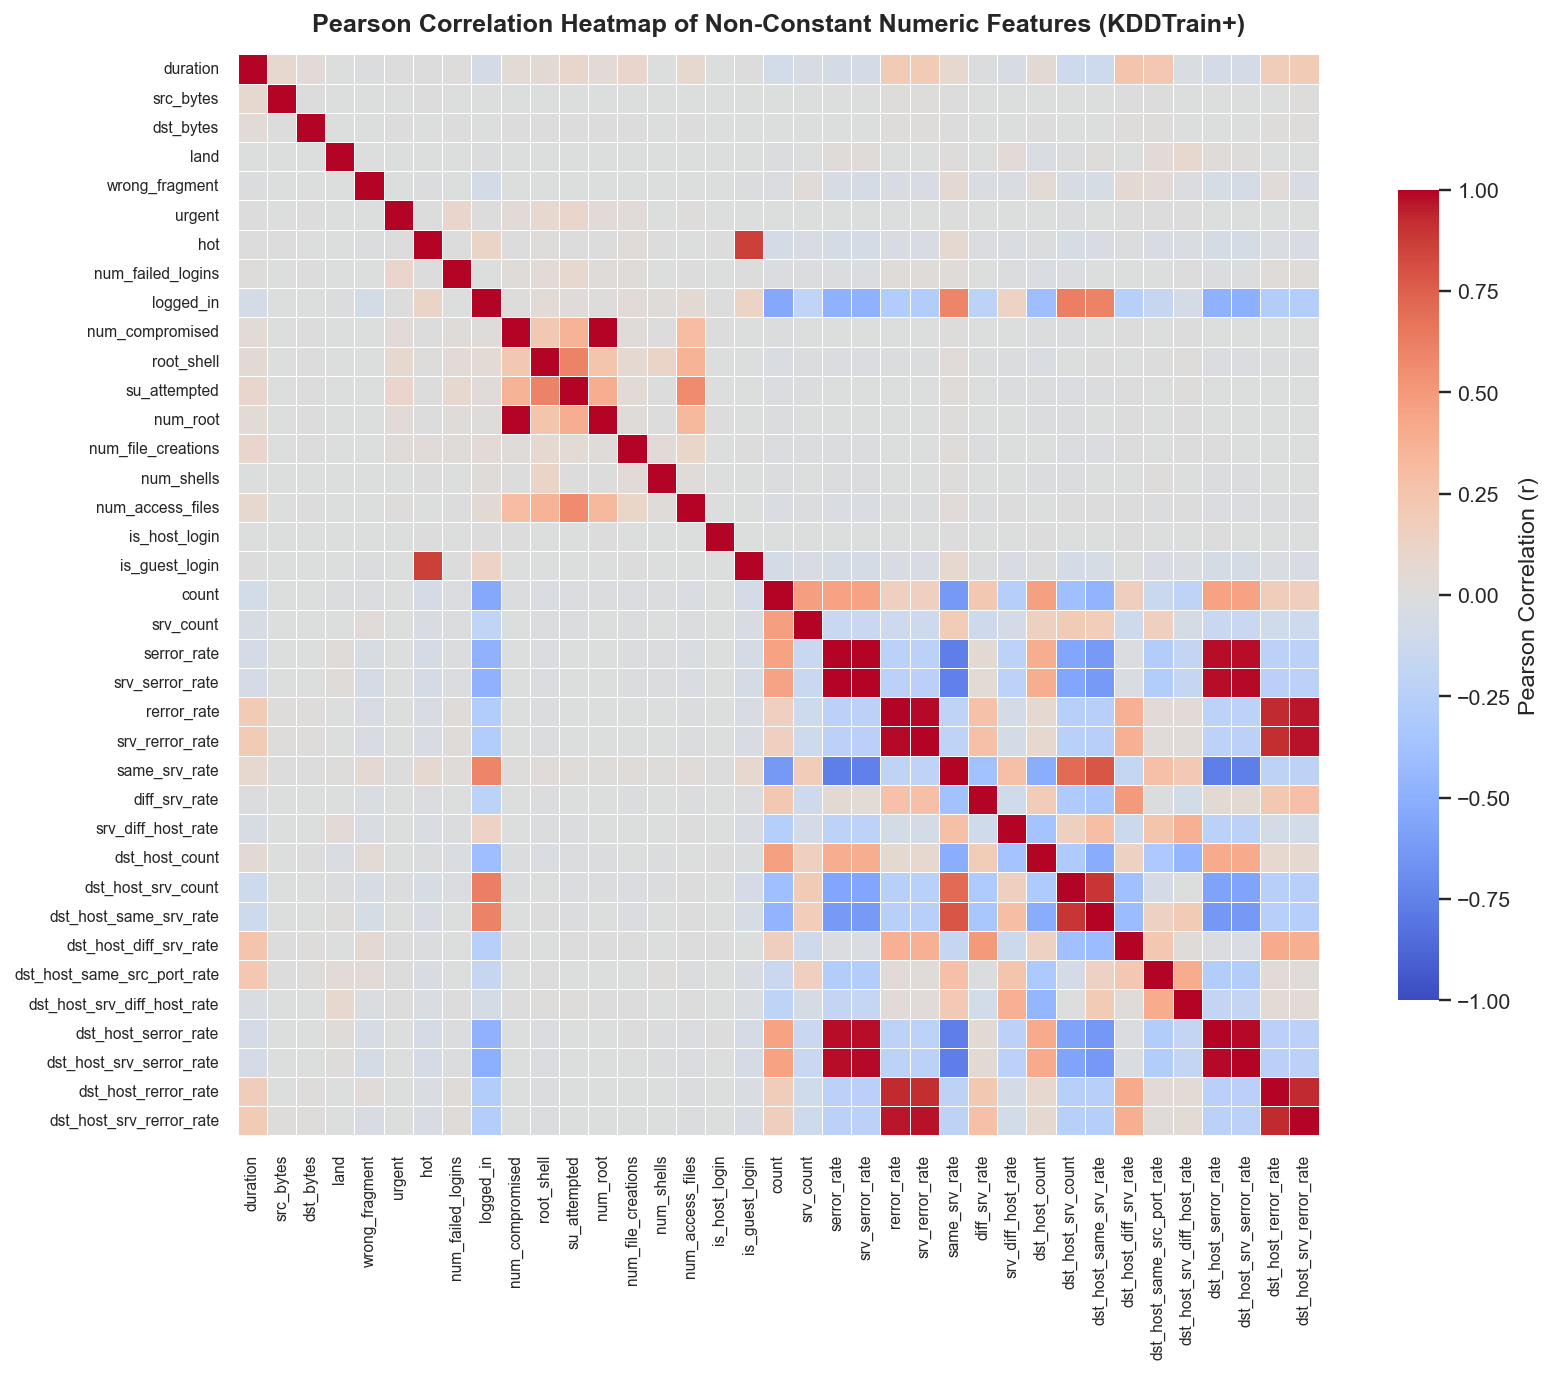 Pearson Correlation Heatmap of Non-Constant Numeric Features (KDDTrain+)
duration
src_bytes
dst_bytes
land
wrong_fragment
urgent
hot
num_failed_logins
logged_in
num_compromised
root_shell
su_attempted
num_root
num_file_creations
num_shells
num_access_files
is_host_login
is_guest_login
count
srv_count
serror_rate
srv_serror_rate
rerror_rate
srv_rerror_rate
same_srv_rate
diff_srv_rate
srv_diff_host_rate
dst_host_count
dst_host_srv_count
dst_host_same_srv_rate
dst_host_diff_srv_rate
dst_host_same_src_port_rate
dst_host_srv_diff_host_rate
dst_host_serror_rate
dst_host_srv_serror_rate
dst_host_rerror_rate
dst_host_srv_rerror_rate
duration
src_bytes
dst_bytes
land
wrong_fragment
urgent
hot
num_failed_logins
logged_in
num_compromised
root_shell
su_attempted
num_root
num_file_creations
num_shells
num_access_files
is_host_login
is_guest_login
count
srv_count
serror_rate
srv_serror_rate
rerror_rate
srv_rerror_rate
same_srv_rate
diff_srv_rate
srv_diff_host_rate
dst_host_count
dst_host_srv_count
dst_host_same_srv_rate
dst_host_diff_srv_rate
dst_host_same_src_port_rate
dst_host_srv_diff_host_rate
dst_host_serror_rate
dst_host_srv_serror_rate
dst_host_rerror_rate
dst_host_srv_rerror_rate
1.00
0.75
0.50
0.25
0.00
−0.25
−0.50
−0.75
−1.00
Pearson Correlation (r)